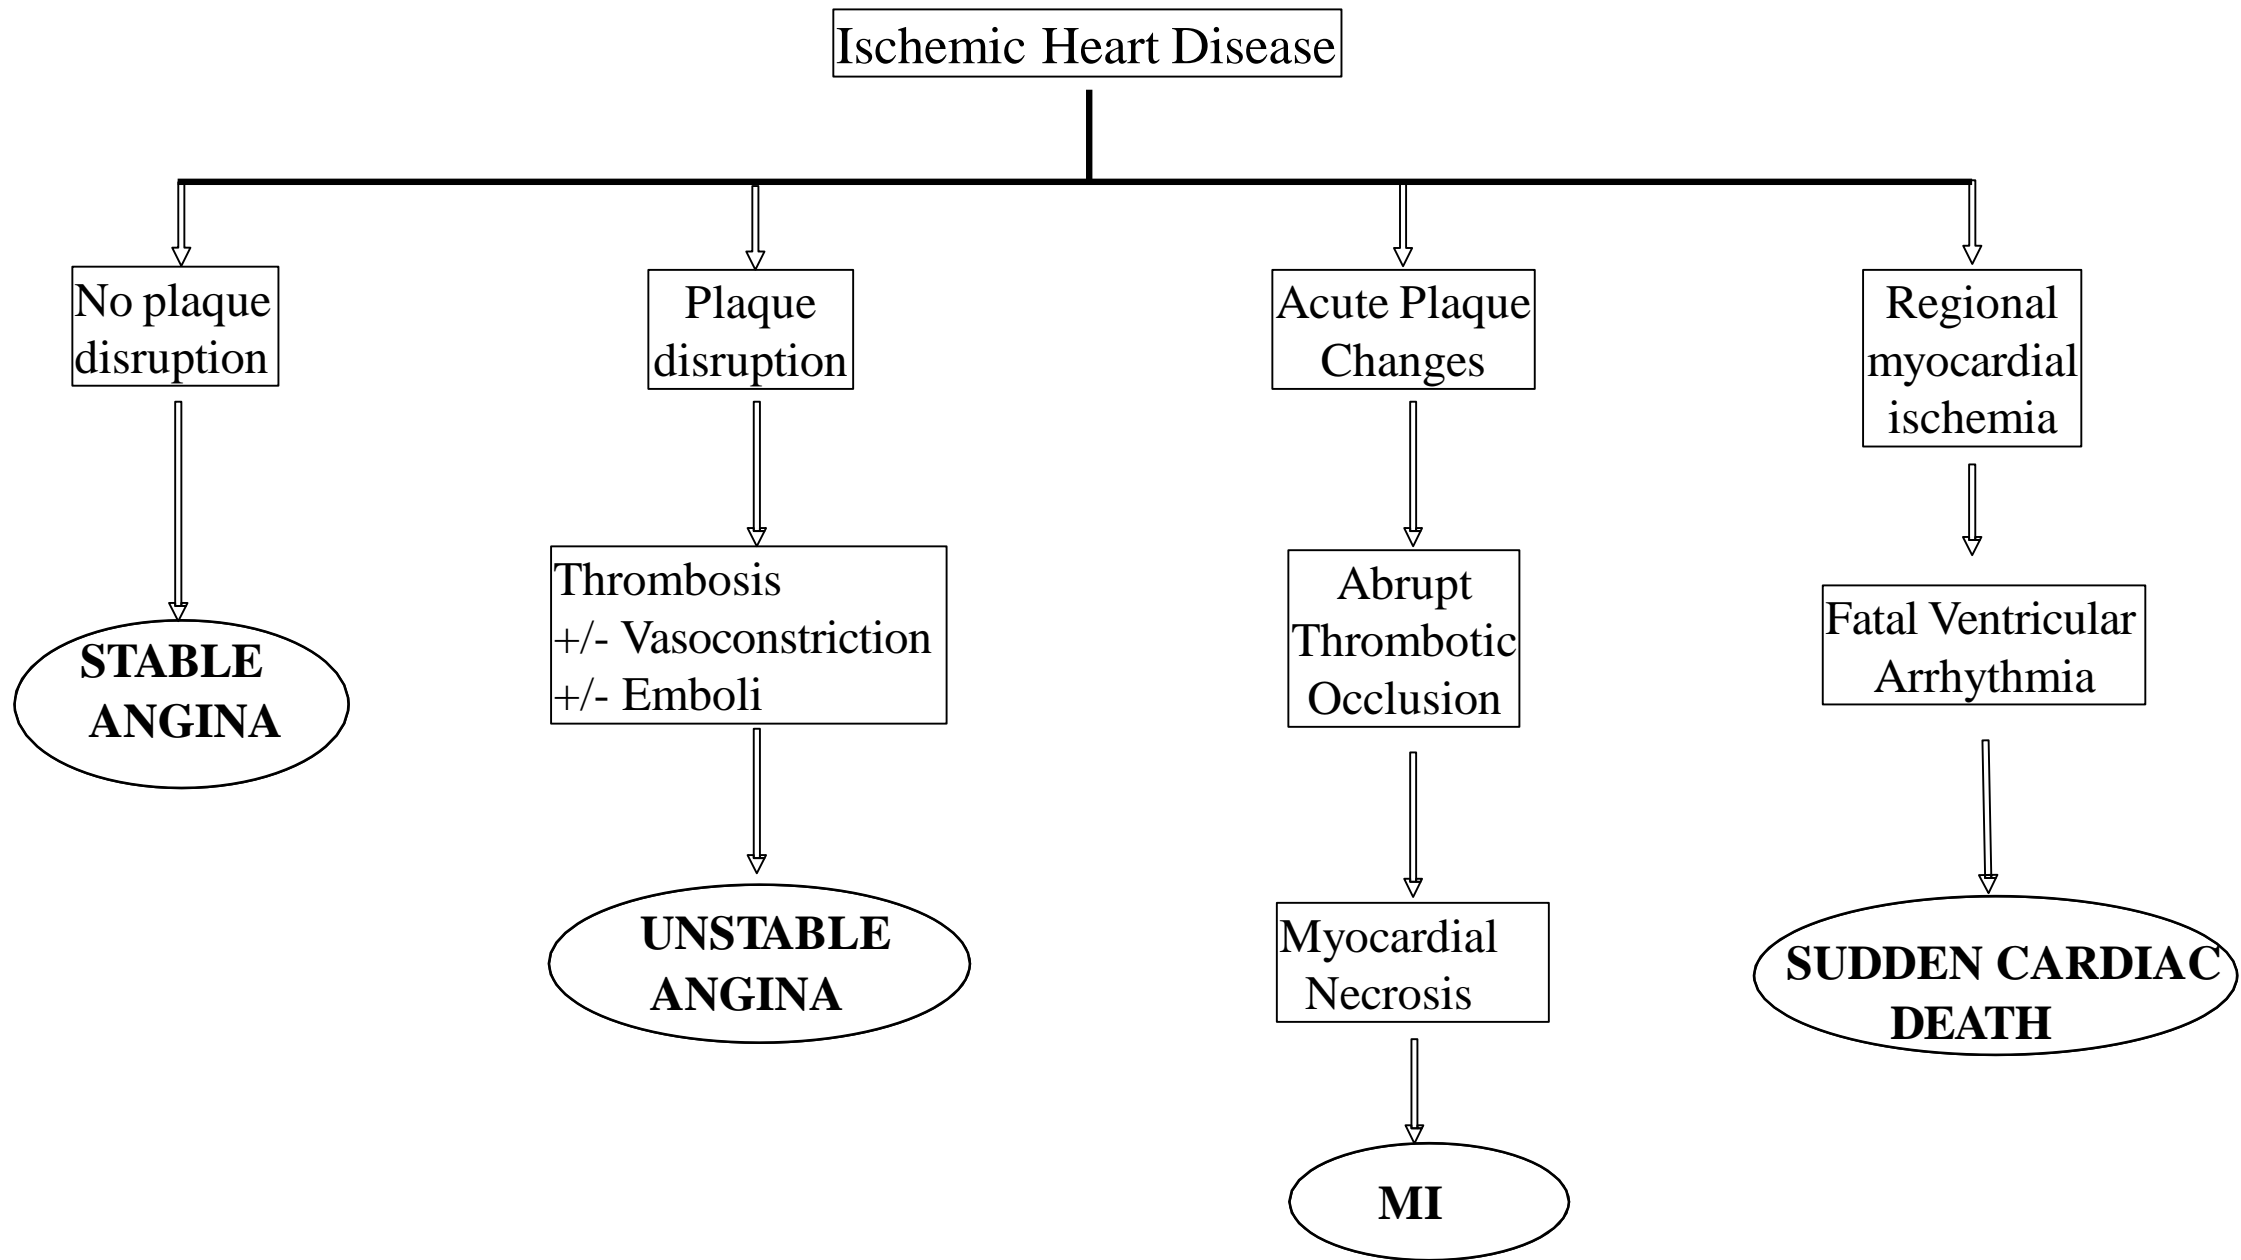 Ischemic Heart Disease
No plaque
disruption
Plaque
disruption
Acute Plaque
Changes
Regional
myocardial
ischemia
Thrombosis
+/- Vasoconstriction
+/- Emboli
Abrupt
Thrombotic
Occlusion
Fatal Ventricular
Arrhythmia
STABLE
ANGINA
UNSTABLE
ANGINA
Myocardial
Necrosis
SUDDEN CARDIAC
DEATH
MI